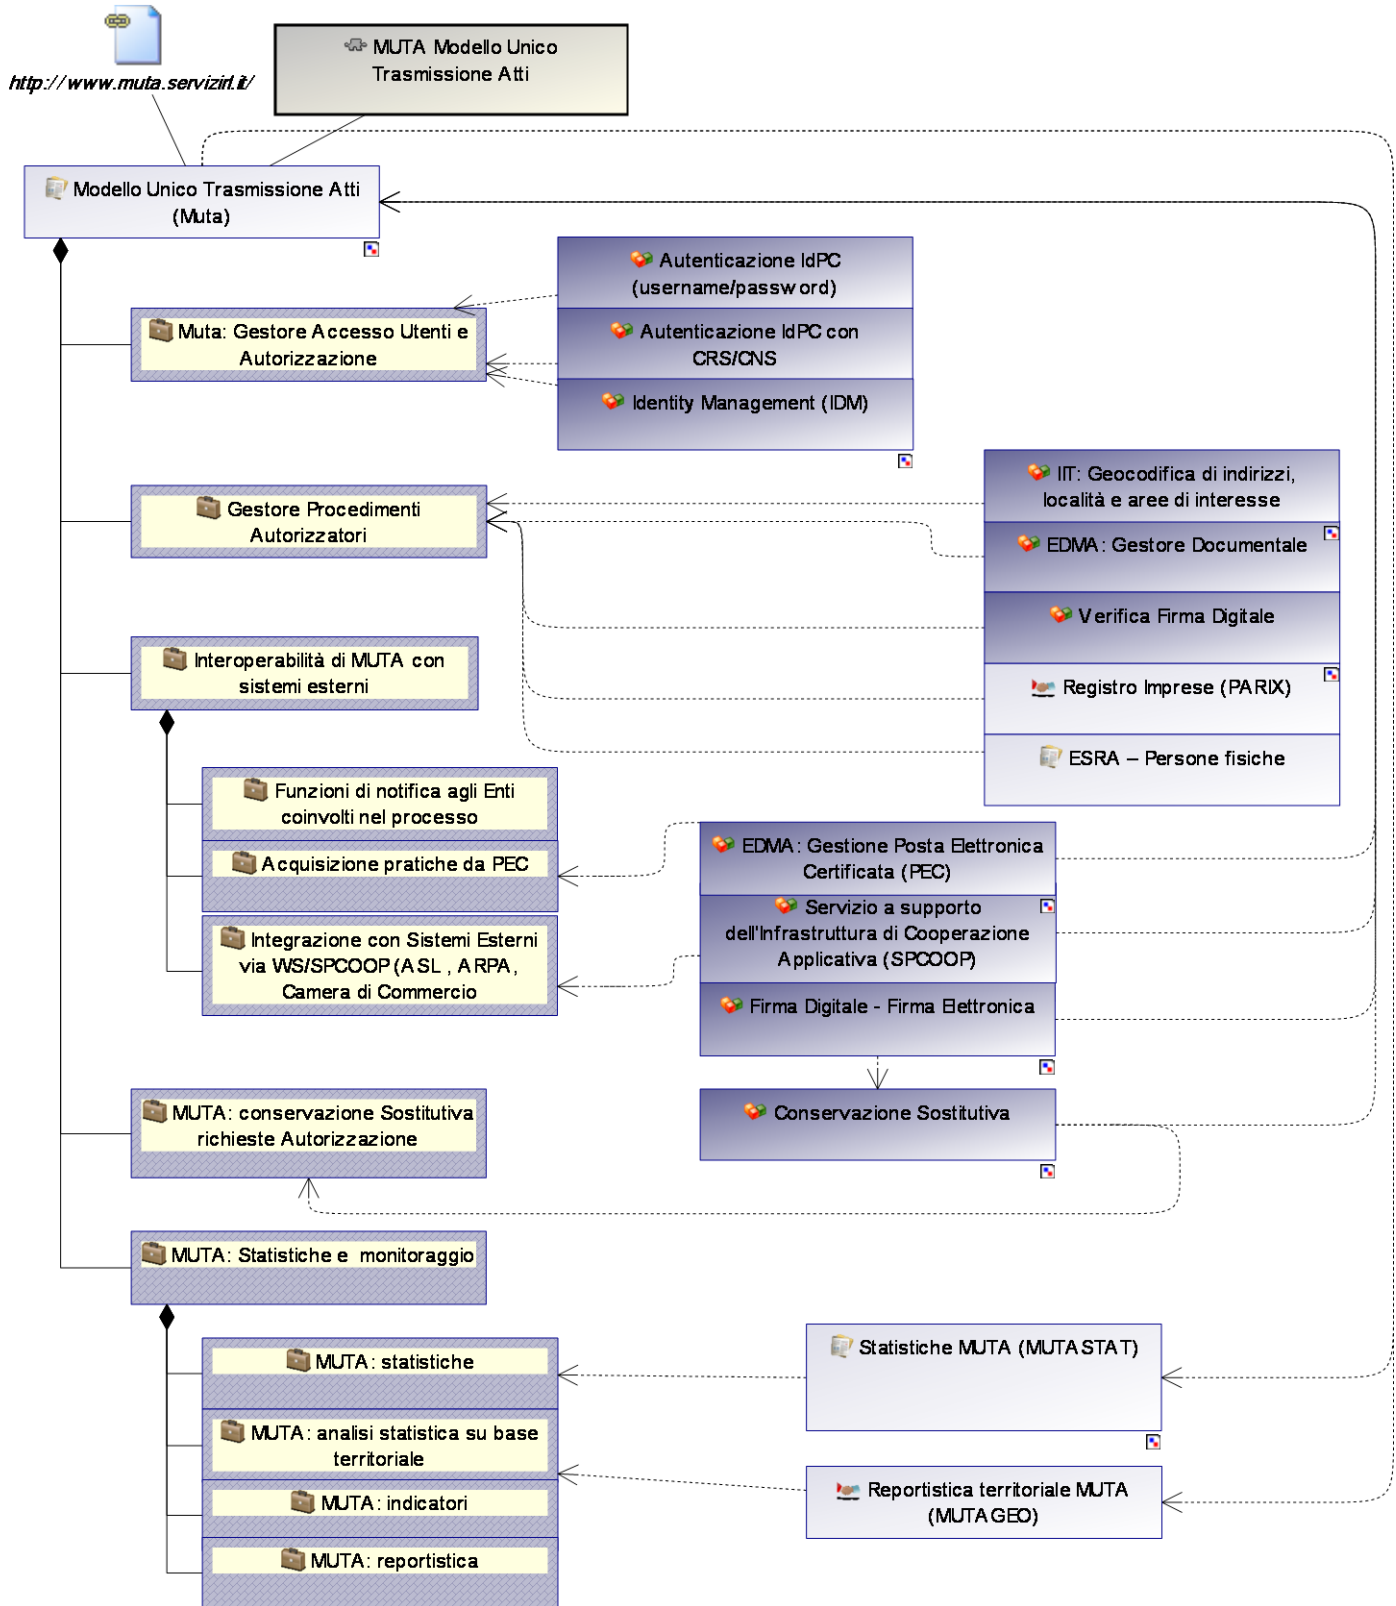 http://www.muta.servizirl.it/
MUTA Modello Unico
Trasmissione Atti
Modello Unico Trasmissione Atti
(Muta)
Autenticazione IdPC
(username/password)
Muta: Gestore Accesso Utenti e
Autorizzazione
Autenticazione IdPC con
CRS/CNS
Identity Management (IDM)
IIT: Geocodifica di indirizzi,
località e aree di interesse
Gestore Procedimenti
Autorizzatori
EDMA: Gestore Documentale
Verifica Firma Digitale
Interoperabilità di MUTA con
sistemi esterni
Registro Imprese (PARIX)
ESRA – Persone fisiche
Funzioni di notifica agli Enti
coinvolti nel processo
EDMA: Gestione Posta Elettronica
Certificata (PEC)
Acquisizione pratiche da PEC
Servizio a supporto
dell'Infrastruttura di Cooperazione
Applicativa (SPCOOP)
Integrazione con Sistemi Esterni
via WS/SPCOOP (ASL , ARPA,
Camera di Commercio
Firma Digitale - Firma Elettronica
MUTA: conservazione Sostitutiva
richieste Autorizzazione
Conservazione Sostitutiva
MUTA: Statistiche e monitoraggio
MUTA: statistiche
Statistiche MUTA (MUTASTAT)
MUTA: analisi statistica su base
territoriale
Reportistica territoriale MUTA
(MUTAGEO)
MUTA: indicatori
MUTA: reportistica